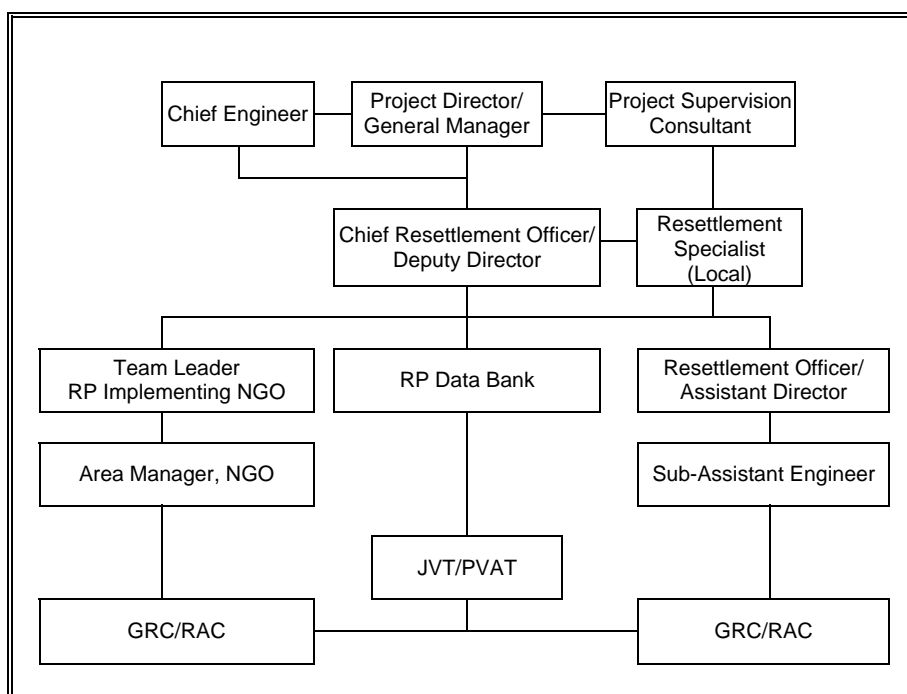 Chief Engineer
Project Director/
General Manager
Project Supervision
Consultant
Chief Resettlement Officer/
Deputy Director
Resettlement
Specialist
(Local)
Team Leader
RP Implementing NGO
RP Data Bank
Resettlement Officer/
Assistant Director
Area Manager, NGO
Sub-Assistant Engineer
JVT/PVAT
GRC/RAC
GRC/RAC